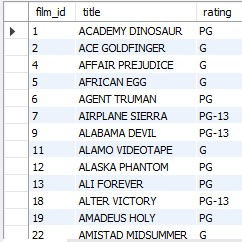 film_id title rating
1 ACADEMY DINOSAUR PG
2 ACE GOLDFINGER G
4 AFFAIR PREJUDICE G
5 AFRICAN EGG G
6 AGENT TRUMAN PG
7 AIRPLANE SIERRA PG-13
9 ALABAMA DEVIL PG-13
11 ALAMO VIDEOTAPE G
12 ALASKA PHANTOM PG
13 ALI FOREVER PG
18 ALTER VICTORY PG-13
19 AMADEUS HOLY PG
22 AMISTAD MIDSUMMER G